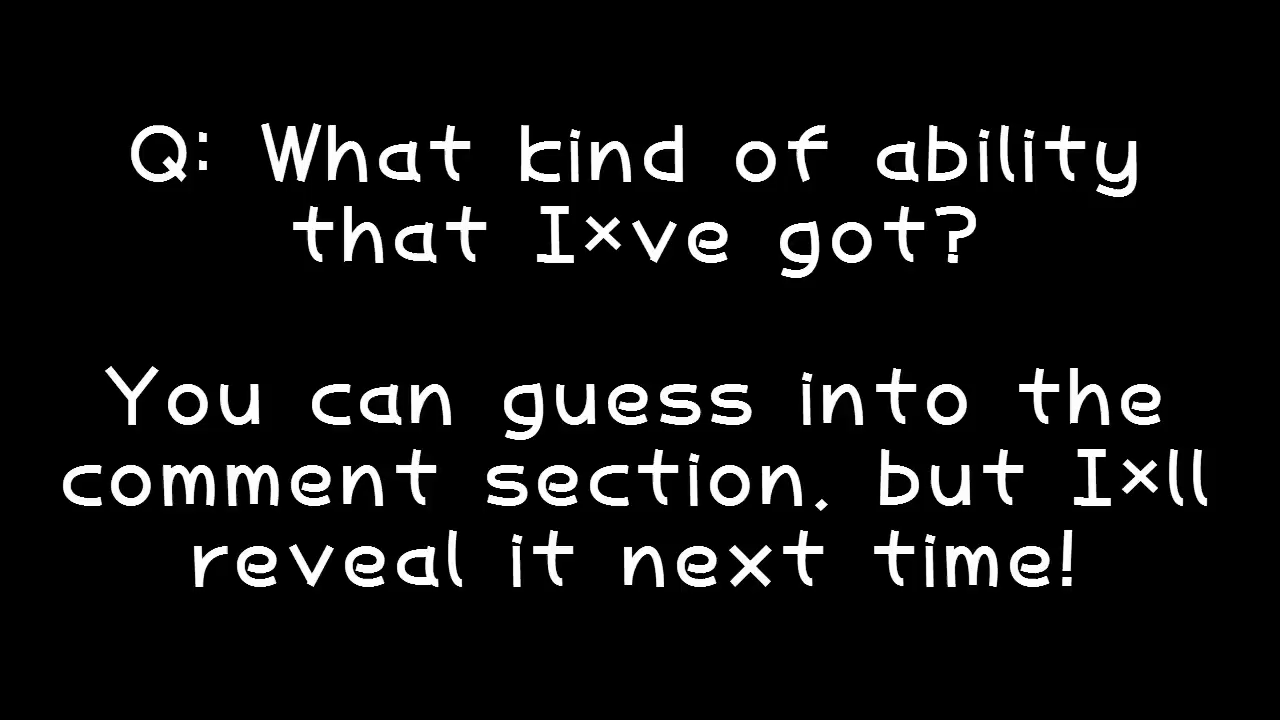 Q: What kind of ability
that I×ve got?
You can guess into the
comment section. but I×ll
reveal it next time!